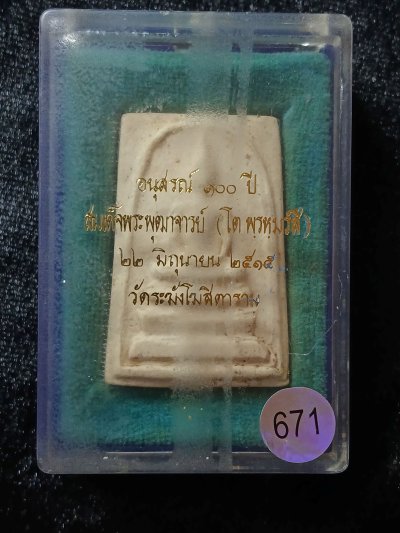 อนุสรณ์ ๑๐๐ ปี
สมเด็จพระพุฒาจารย์ (โต พฺรหฺมรํสี)
๒๒ มิถุนายน ๒๕๑๕
วัดระฆังโฆสิตาราม
671